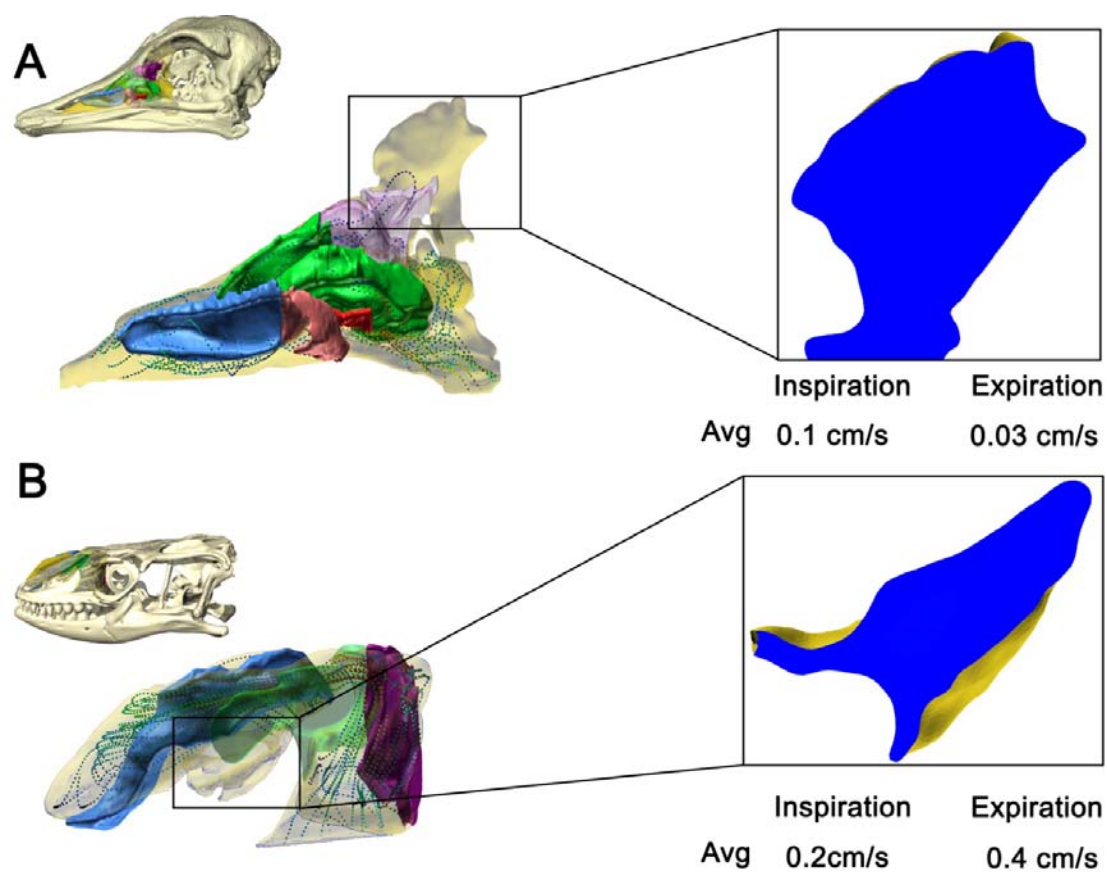 A
Inspiration Expiration
Avg 0.1 cm/s 0.03 cm/s
B
Inspiration Expiration
Avg 0.2cm/s 0.4 cm/s